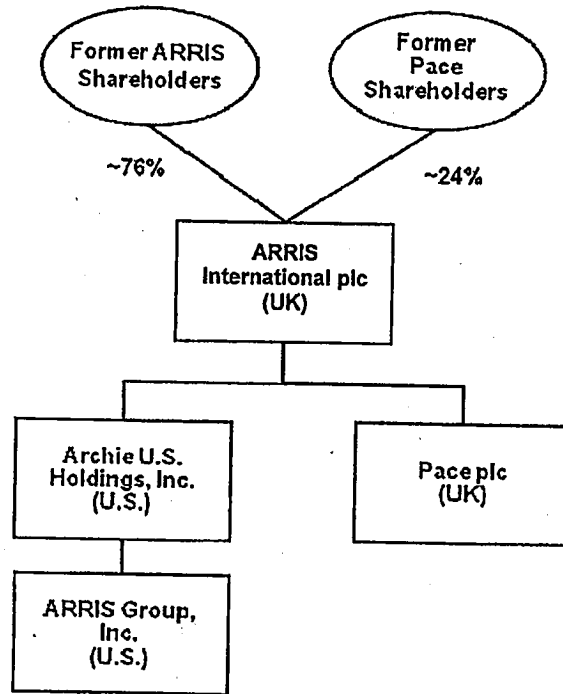 Former ARRIS
Shareholders
Former
Pace
Shareholders
~76%
~24%
ARRIS
International plc
(UK)
Archie U.S.
Holdings, Inc.
(U.S.)
Pace plc
(UK)
ARRIS Group,
Inc.
(U.S.)